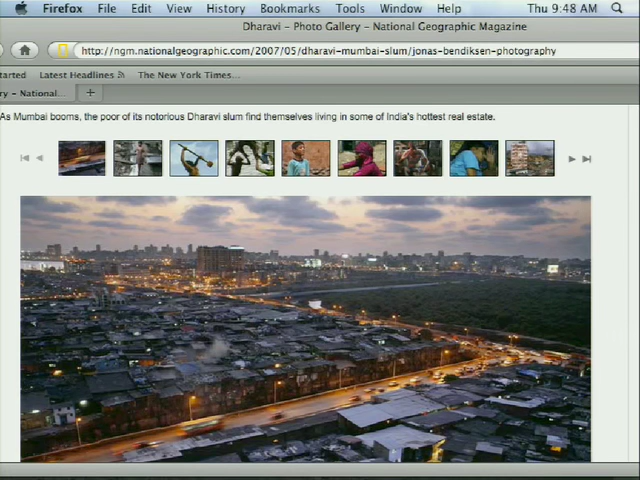 Firefox File Edit View History Bookmarks Tools Window Help Thu 9:48 AM
Dharavi - Photo Gallery - National Geographic Magazine
http://ngm.nationalgeographic.com/2007/05/dharavi-mumbai-slum/jonas-bendiksen-photography
tarted Latest Headlines The New York Times...
ry - National...
As Mumbai booms, the poor of its notorious Dharavi slum find themselves living in some of India's hottest real estate.